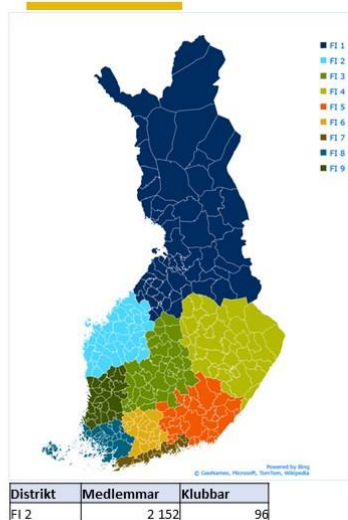 FI 1
FI 2
FI 3
FI 4
FI 5
FI 6
FI 7
FI 8
FI 9
Powered by Bing
© GeoNames, Microsoft, TomTom, Wikipedia
Distrikt Medlemmar Klubbar
FI 2 2 152 96